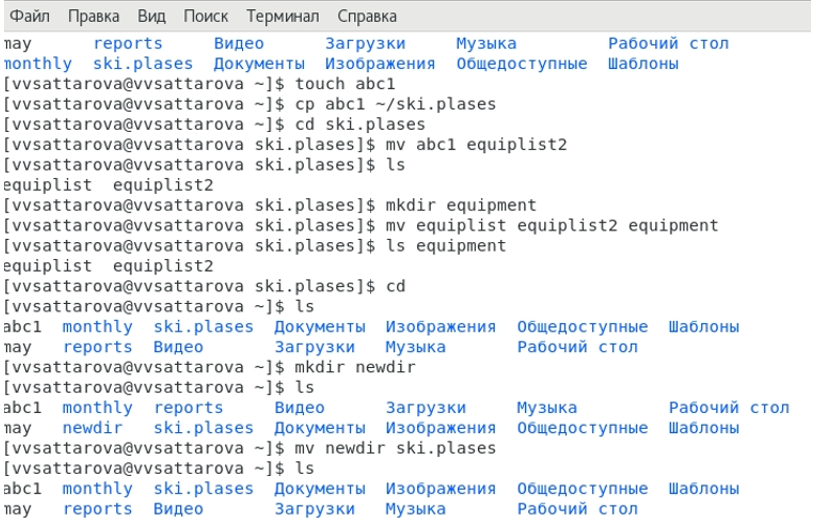 Файл Правка Вид Поиск Терминал Справка
may reports Видео Загрузки Музыка Рабочий стол
monthly ski.plases Документы Изображения Общедоступные Шаблоны
[vvsattarova@vvsattarova ~]$ touch abc1
[vvsattarova@vvsattarova ~]$ cp abc1 ~/ski.plases
[vvsattarova@vvsattarova ~]$ cd ski.plases
[vvsattarova@vvsattarova ski.plases]$ mv abc1 equiplist2
[vvsattarova@vvsattarova ski.plases]$ ls
equiplist equiplist2
[vvsattarova@vvsattarova ski.plases]$ mkdir equipment
[vvsattarova@vvsattarova ski.plases]$ mv equiplist equiplist2 equipment
[vvsattarova@vvsattarova ski.plases]$ ls equipment
equiplist equiplist2
[vvsattarova@vvsattarova ski.plases]$ cd
[vvsattarova@vvsattarova ~]$ ls
abc1 monthly ski.plases Документы Изображения Общедоступные Шаблоны
may reports Видео Загрузки Музыка Рабочий стол
[vvsattarova@vvsattarova ~]$ mkdir newdir
[vvsattarova@vvsattarova ~]$ ls
abc1 monthly reports Видео Загрузки Музыка Рабочий стол
may newdir ski.plases Документы Изображения Общедоступные Шаблоны
[vvsattarova@vvsattarova ~]$ mv newdir ski.plases
[vvsattarova@vvsattarova ~]$ ls
abc1 monthly ski.plases Документы Изображения Общедоступные Шаблоны
may reports Видео Загрузки Музыка Рабочий стол